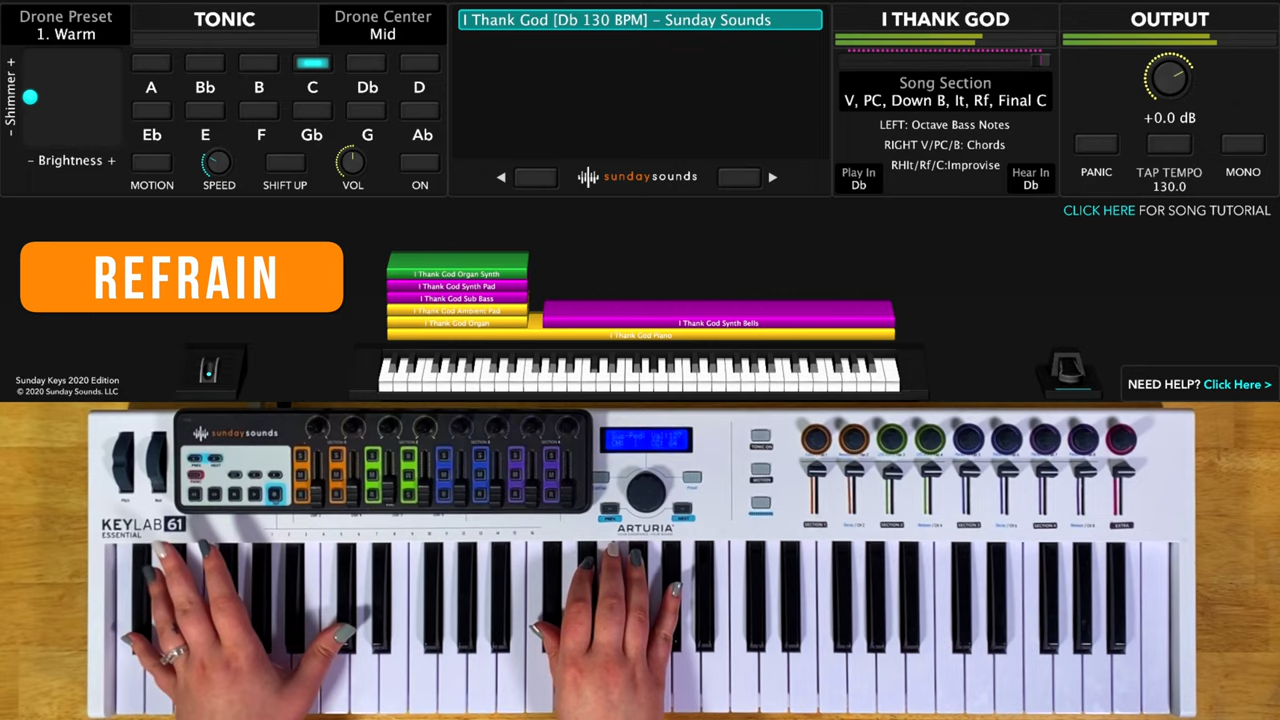 Drone Preset
1. Warm
TONIC
Drone Center
Mid
- Shimmer +
A Bb B C Db D
Eb E F Gb G Ab
- Brightness +
MOTION SPEED SHIFT UP VOL ON
I Thank God [Db 130 BPM] – Sunday Sounds
sundaysounds
I THANK GOD
Song Section
V, PC, Down B, It, Rf, Final C
LEFT: Octave Bass Notes
RIGHT V/PC/B: Chords
RHIt/Rf/C:Improvise
Play In
Db
Hear In
Db
OUTPUT
+0.0 dB
PANIC TAP TEMPO MONO
130.0
CLICK HERE FOR SONG TUTORIAL
REFRAIN
I Thank God Organ Synth
I Thank God Synth Pad
I Thank God Sub Bass
I Thank God Ambient Pad
I Thank God Organ
I Thank God Synth Bells
I Thank God Piano
Sunday Keys 2020 Edition
© 2020 Sunday Sounds. LLC
NEED HELP? Click Here >
sundaysounds
KEYLAB 61
ESSENTIAL
ARTURIA